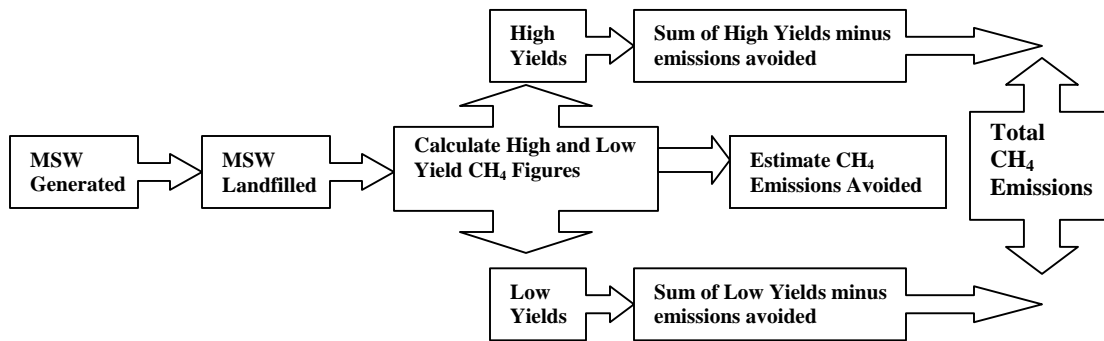 High
Yields
Sum of High Yields minus
emissions avoided
MSW
Generated
MSW
Landfilled
Calculate High and Low
Yield CH₄ Figures
Estimate CH₄
Emissions Avoided
Total
CH₄
Emissions
Low
Yields
Sum of Low Yields minus
emissions avoided